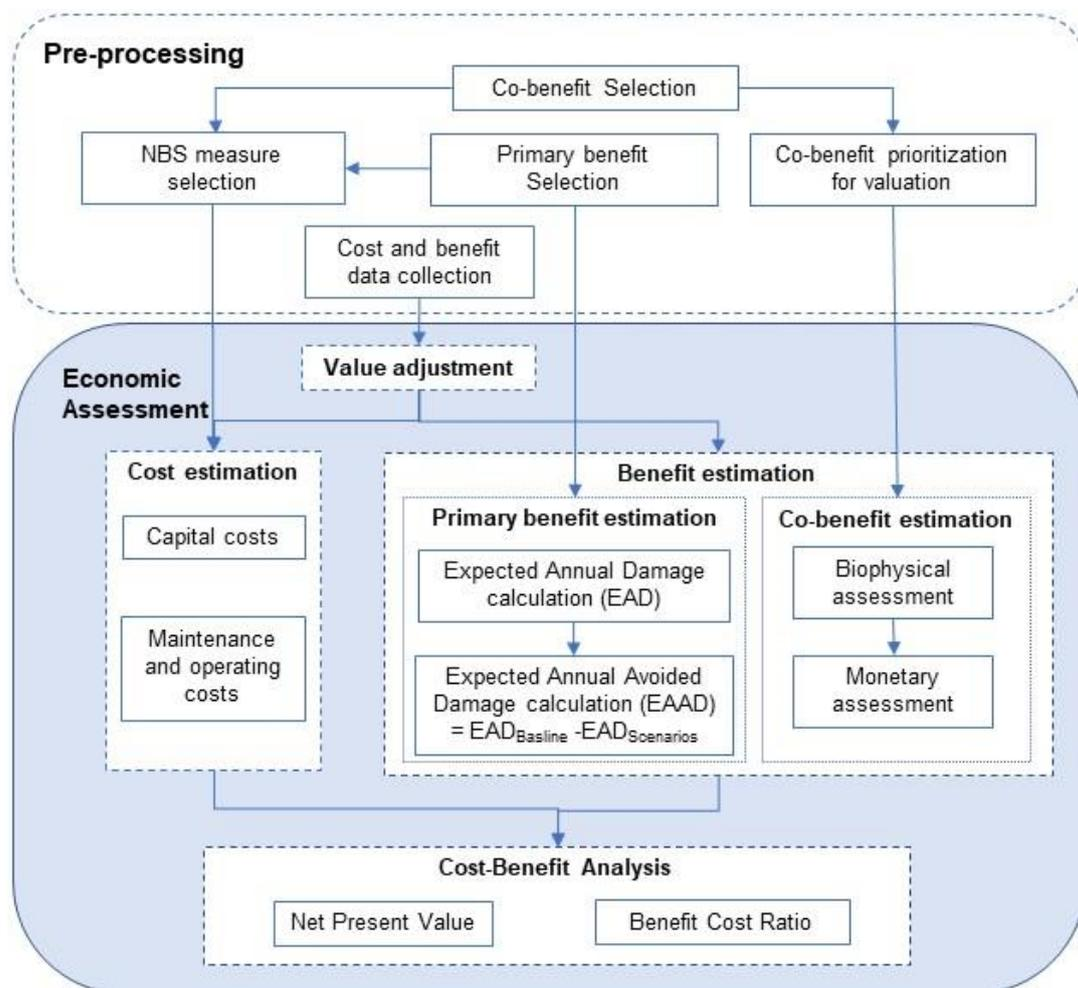 Pre-processing
Co-benefit Selection
NBS measure
selection
Primary benefit
Selection
Co-benefit prioritization
for valuation
Cost and benefit
data collection
Value adjustment
Economic
Assessment
Cost estimation
Capital costs
Maintenance
and operating
costs
Benefit estimation
Primary benefit estimation
Expected Annual Damage
calculation (EAD)
Expected Annual Avoided
Damage calculation (EAAD)
= EADBasline -EADScenarios
Co-benefit estimation
Biophysical
assessment
Monetary
assessment
Cost-Benefit Analysis
Net Present Value
Benefit Cost Ratio